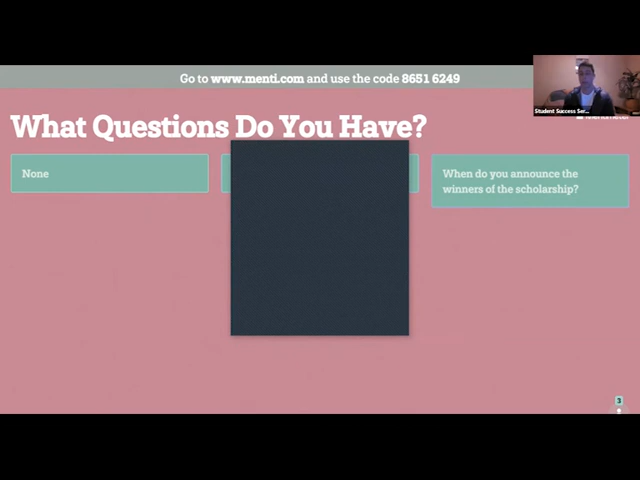 Go to www.menti.com and use the code 8651 6249
Student Success Ser...
What Questions Do You Have?
None
When do you announce the
winners of the scholarship?
3